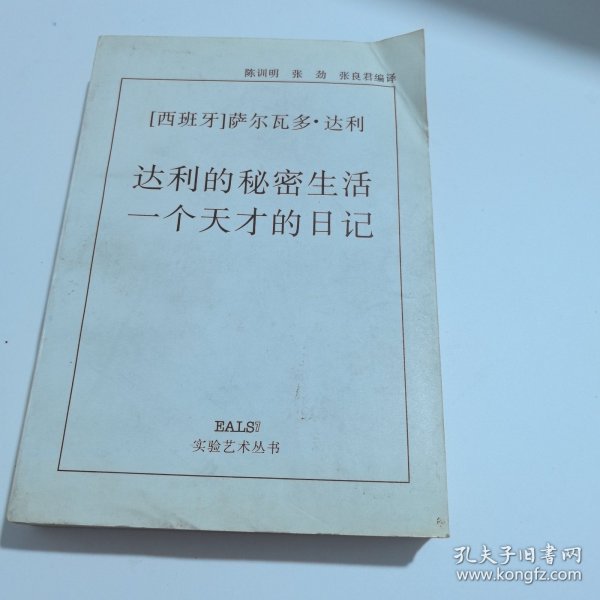 陈训明 张 劲 张良君编译
[西班牙]萨尔瓦多·达利
达利的秘密生活
一个天才的日记
EALS7
实验艺术丛书
孔夫子旧书网
www.kongfz.com